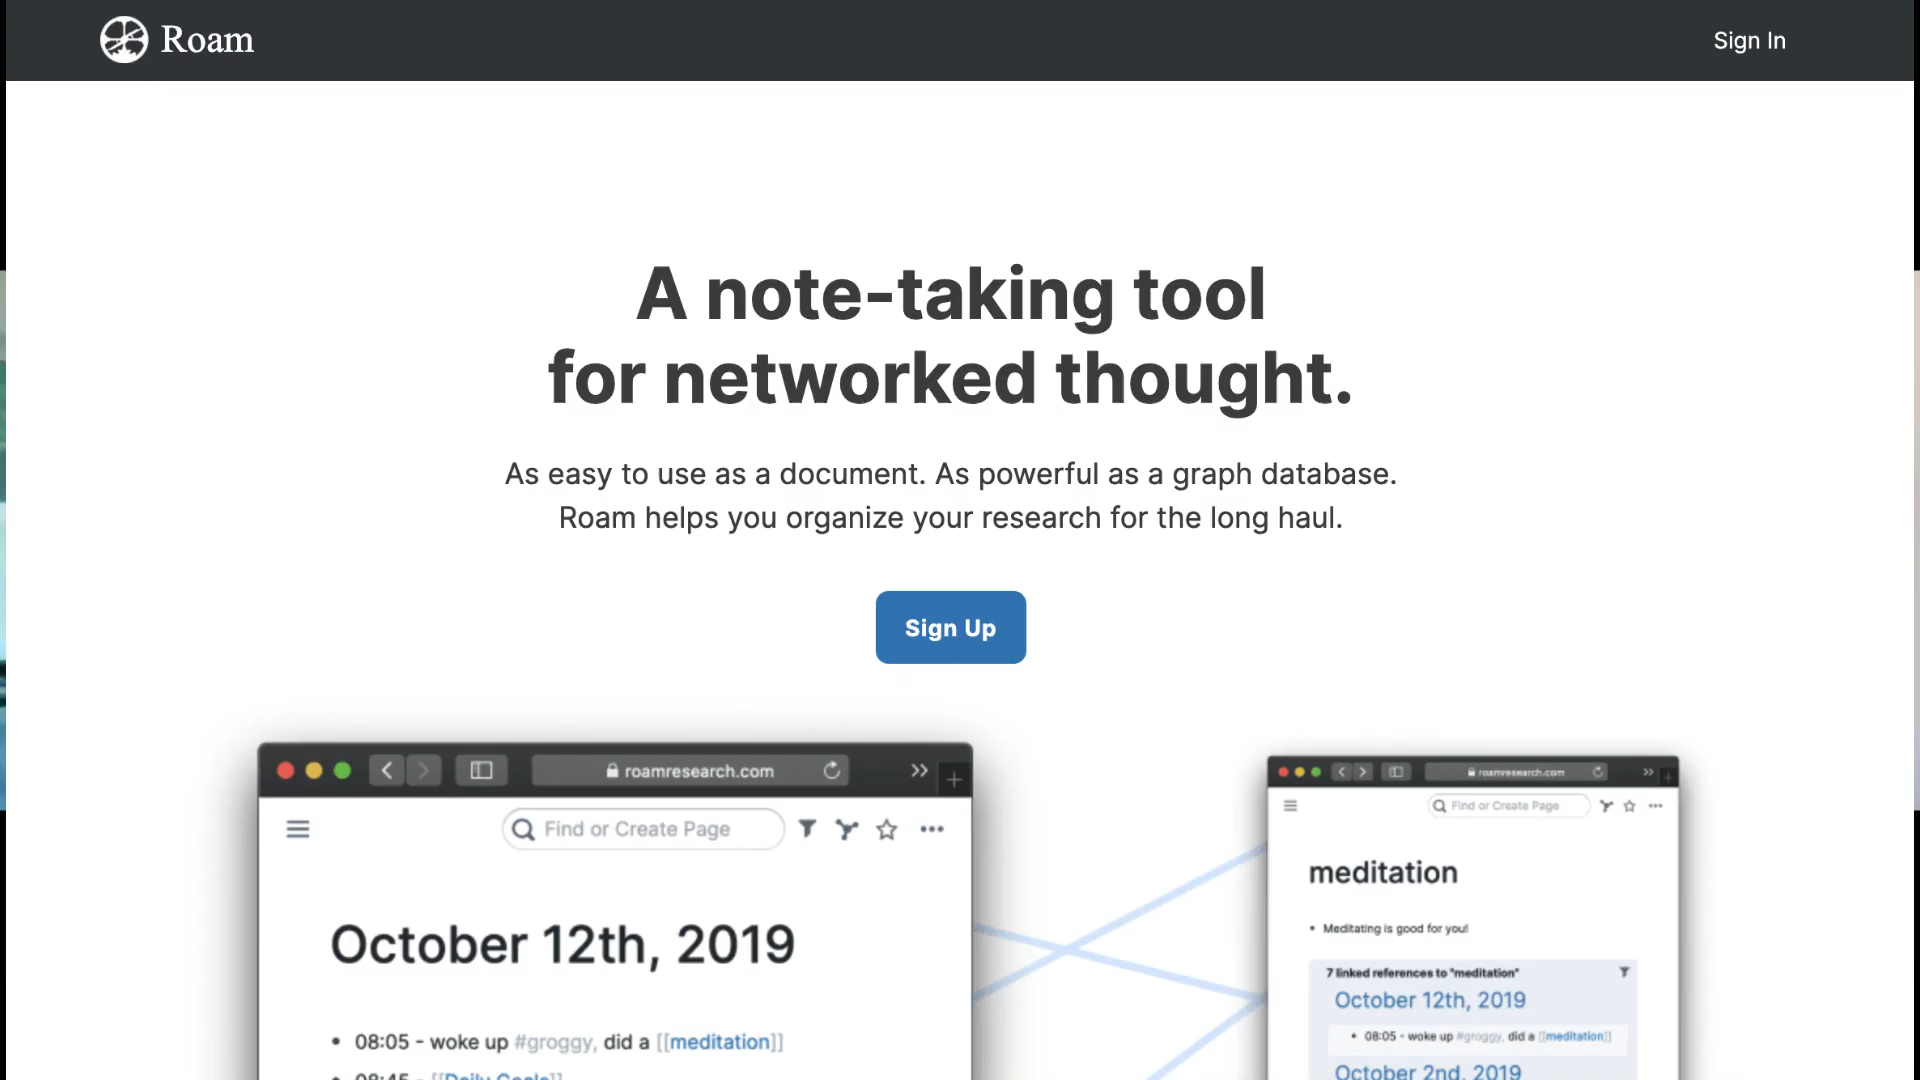 Roam
Sign In
A note-taking tool
for networked thought.
As easy to use as a document. As powerful as a graph database.
Roam helps you organize your research for the long haul.
Sign Up
roamresearch.com
Find or Create Page
October 12th, 2019
• 08:05 - woke up #groggy, did a [[meditation]]
• 08:45 - [[Daily Goals]]
roamresearch.com
Find or Create Page
meditation
• Meditating is good for you!
7 linked references to "meditation"
October 12th, 2019
• 08:05 - woke up #groggy, did a [[meditation]]
October 2nd, 2019